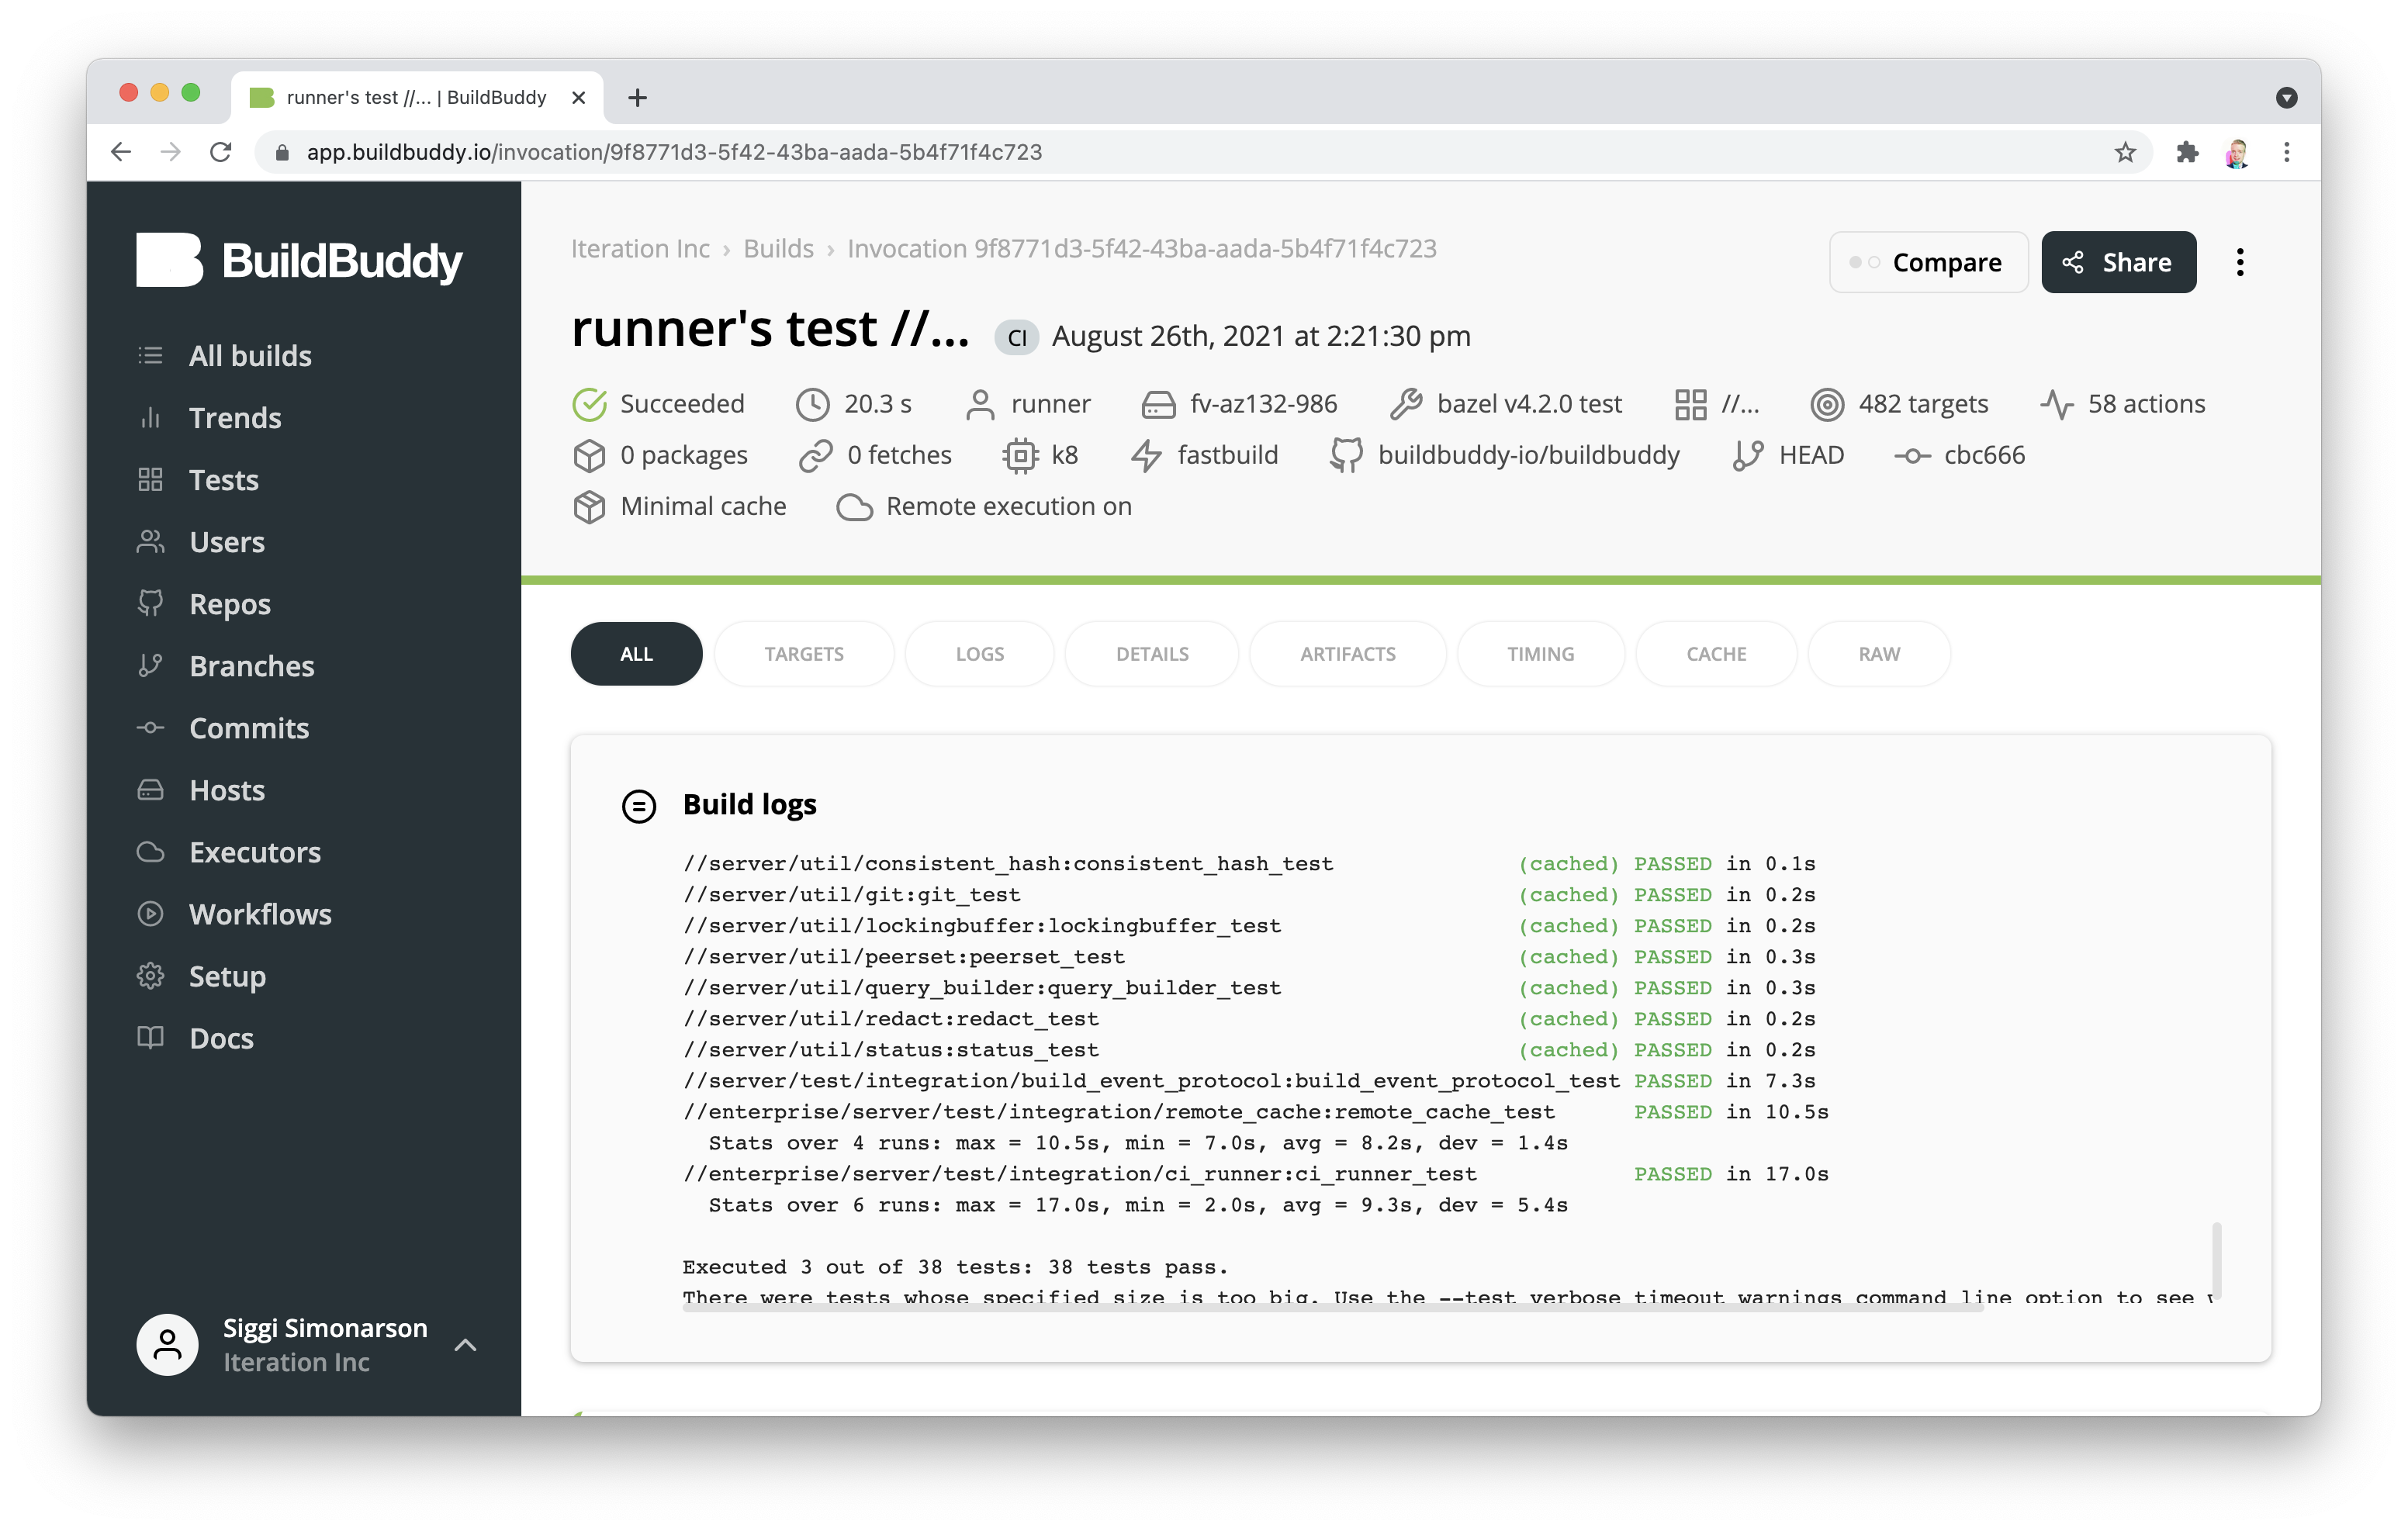 runner's test //... | BuildBuddy
app.buildbuddy.io/invocation/9f8771d3-5f42-43ba-aada-5b4f71f4c723
BuildBuddy
All builds
Trends
Tests
Users
Repos
Branches
Commits
Hosts
Executors
Workflows
Setup
Docs
Siggi Simonarson
Iteration Inc
Iteration Inc › Builds › Invocation 9f8771d3-5f42-43ba-aada-5b4f71f4c723
Compare
Share
runner's test //... CI August 26th, 2021 at 2:21:30 pm
Succeeded 20.3 s runner fv-az132-986 bazel v4.2.0 test //... 482 targets 58 actions
0 packages 0 fetches k8 fastbuild buildbuddy-io/buildbuddy HEAD cbc666
Minimal cache Remote execution on
ALL TARGETS LOGS DETAILS ARTIFACTS TIMING CACHE RAW
Build logs
//server/util/consistent_hash:consistent_hash_test (cached) PASSED in 0.1s
//server/util/git:git_test (cached) PASSED in 0.2s
//server/util/lockingbuffer:lockingbuffer_test (cached) PASSED in 0.2s
//server/util/peerset:peerset_test (cached) PASSED in 0.3s
//server/util/query_builder:query_builder_test (cached) PASSED in 0.3s
//server/util/redact:redact_test (cached) PASSED in 0.2s
//server/util/status:status_test (cached) PASSED in 0.2s
//server/test/integration/build_event_protocol:build_event_protocol_test PASSED in 7.3s
//enterprise/server/test/integration/remote_cache:remote_cache_test PASSED in 10.5s
Stats over 4 runs: max = 10.5s, min = 7.0s, avg = 8.2s, dev = 1.4s
//enterprise/server/test/integration/ci_runner:ci_runner_test PASSED in 17.0s
Stats over 6 runs: max = 17.0s, min = 2.0s, avg = 9.3s, dev = 5.4s
Executed 3 out of 38 tests: 38 tests pass.
There were tests whose specified size is too big. Use the --test_verbose_timeout_warnings command line option to see